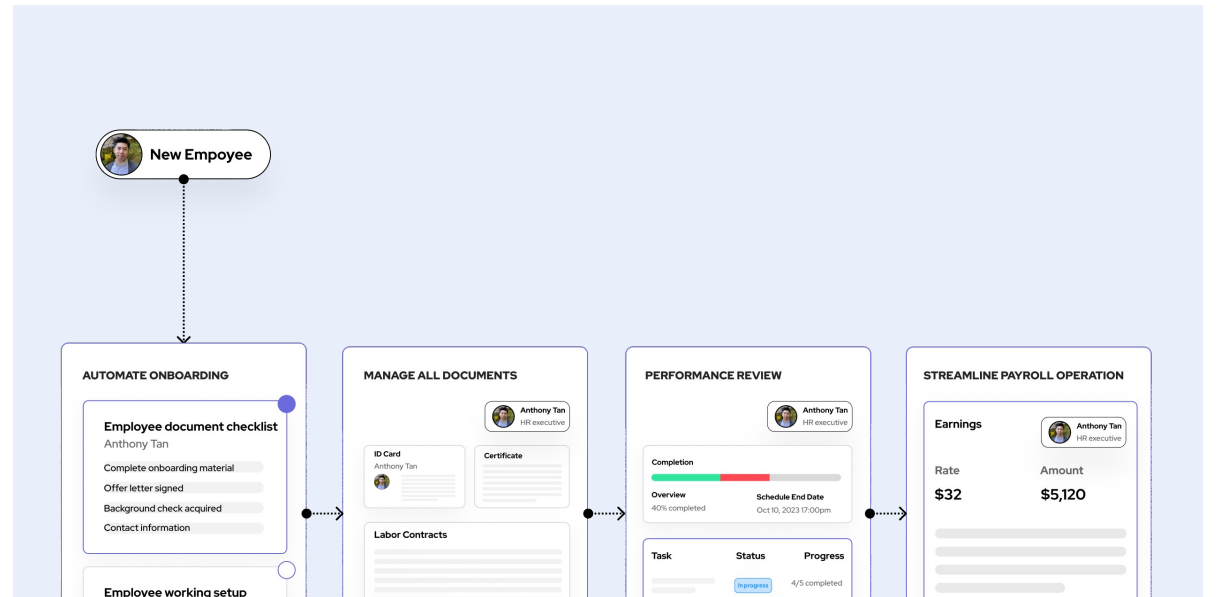 New Empoyee
AUTOMATE ONBOARDING
Employee document checklist
Anthony Tan
Complete onboarding material
Offer letter signed
Background check acquired
Contact information
Employee working setup
MANAGE ALL DOCUMENTS
Anthony Tan
HR executive
ID Card
Anthony Tan
Certificate
Labor Contracts
PERFORMANCE REVIEW
Anthony Tan
HR executive
Completion
Overview
40% completed
Schedule End Date
Oct 10, 2023 17:00pm
Task Status Progress
Inprogress
4/5 completed
STREAMLINE PAYROLL OPERATION
Earnings
Anthony Tan
HR executive
Rate
$32
Amount
$5,120